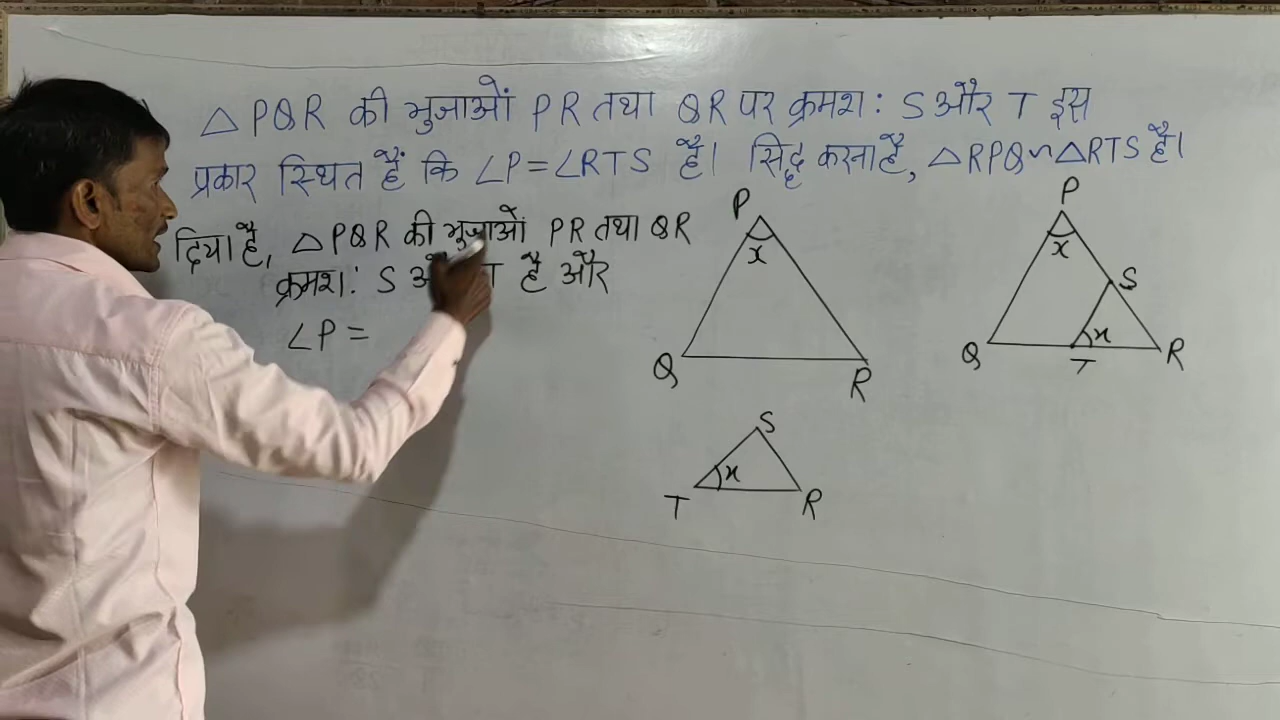 △PQR की भुजाओं PR तथा QR पर क्रमश: S और T इस
प्रकार स्थित हैं कि ∠P=∠RTS है। सिद्ध करना है, △RPQ∽△RTS है।
दिया है, △PQR की भुजाओं PR तथा QR
क्रमश: S T है और
∠P =
P
x
Q
R
P
x
S
x
Q
T
R
S
x
T
R